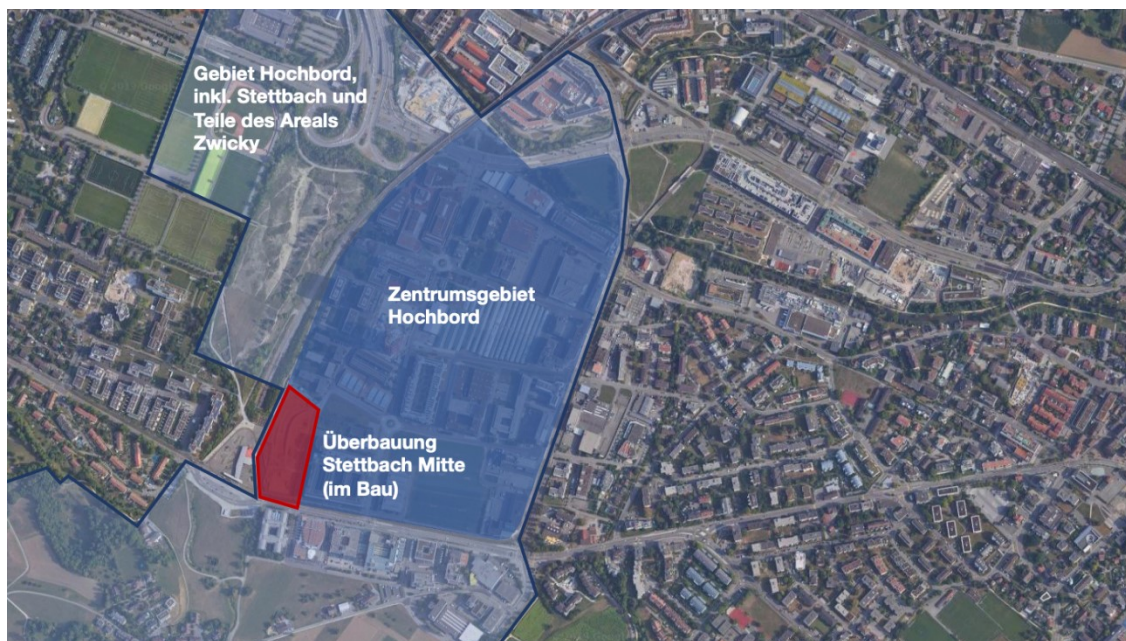 Gebiet Hochbord,
inkl. Stettbach und
Teile des Areals
Zwicky
Zentrumsgebiet
Hochbord
Überbauung
Stettbach Mitte
(im Bau)